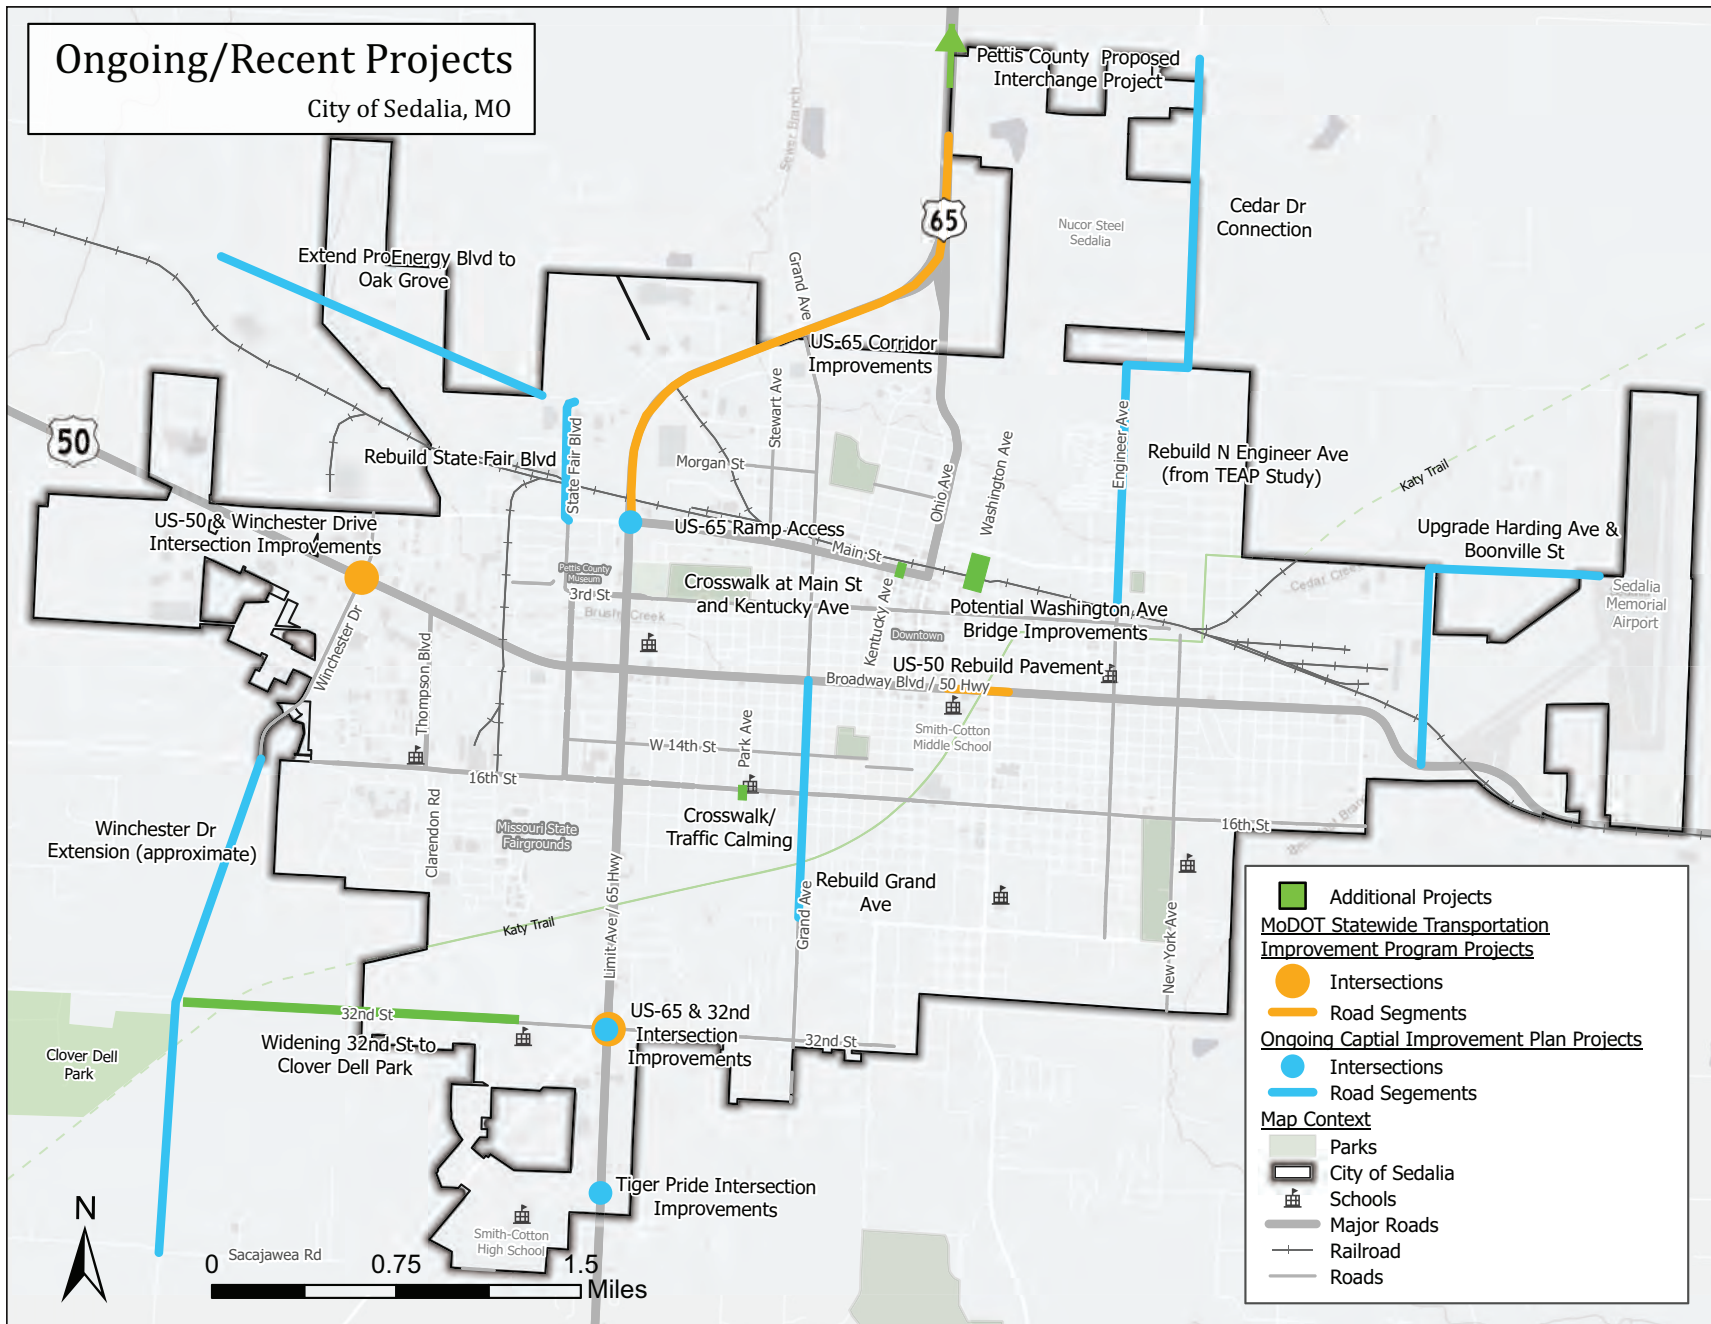 Ongoing/Recent Projects
City of Sedalia, MO
Pettis County Proposed
Interchange Project
Sewer Branch
65
Nucor Steel
Sedalia
Cedar Dr
Connection
Extend ProEnergy Blvd to
Oak Grove
Grand Ave
US-65 Corridor
Improvements
Stewart Ave
50
Rebuild State Fair Blvd
State Fair Blvd
Morgan St
Ohio Ave
Washington Ave
Engineer Ave
Rebuild N Engineer Ave
(from TEAP Study)
Katy Trail
Upgrade Harding Ave &
Boonville St
US-50 & Winchester Drive
Intersection Improvements
US-65 Ramp Access
Main St
Pettis County
Museum
3rd St
Brushy Creek
Crosswalk at Main St
and Kentucky Ave
Kentucky Ave
Potential Washington Ave
Bridge Improvements
Downtown
Cedar Creek
Sedalia
Memorial
Airport
Winchester Dr
Thompson Blvd
US-50 Rebuild Pavement
Broadway Blvd / 50 Hwy
Smith-Cotton
Middle School
W 14th St
Park Ave
16th St
Crosswalk/
Traffic Calming
16th St
Winchester Dr
Extension (approximate)
Clarendon Rd
Missouri State
Fairgrounds
Limit Ave/ 65 Hwy
Rebuild Grand
Ave
Grand Ave
Katy Trail
New York Ave
32nd St
Widening 32nd St to
Clover Dell Park
Clover Dell
Park
US-65 & 32nd
Intersection
Improvements
32nd St
Tiger Pride Intersection
Improvements
Smith-Cotton
High School
Sacajawea Rd
N
0 0.75 1.5
Miles
Additional Projects
MoDOT Statewide Transportation
Improvement Program Projects
Intersections
Road Segments
Ongoing Captial Improvement Plan Projects
Intersections
Road Segements
Map Context
Parks
City of Sedalia
Schools
Major Roads
Railroad
Roads